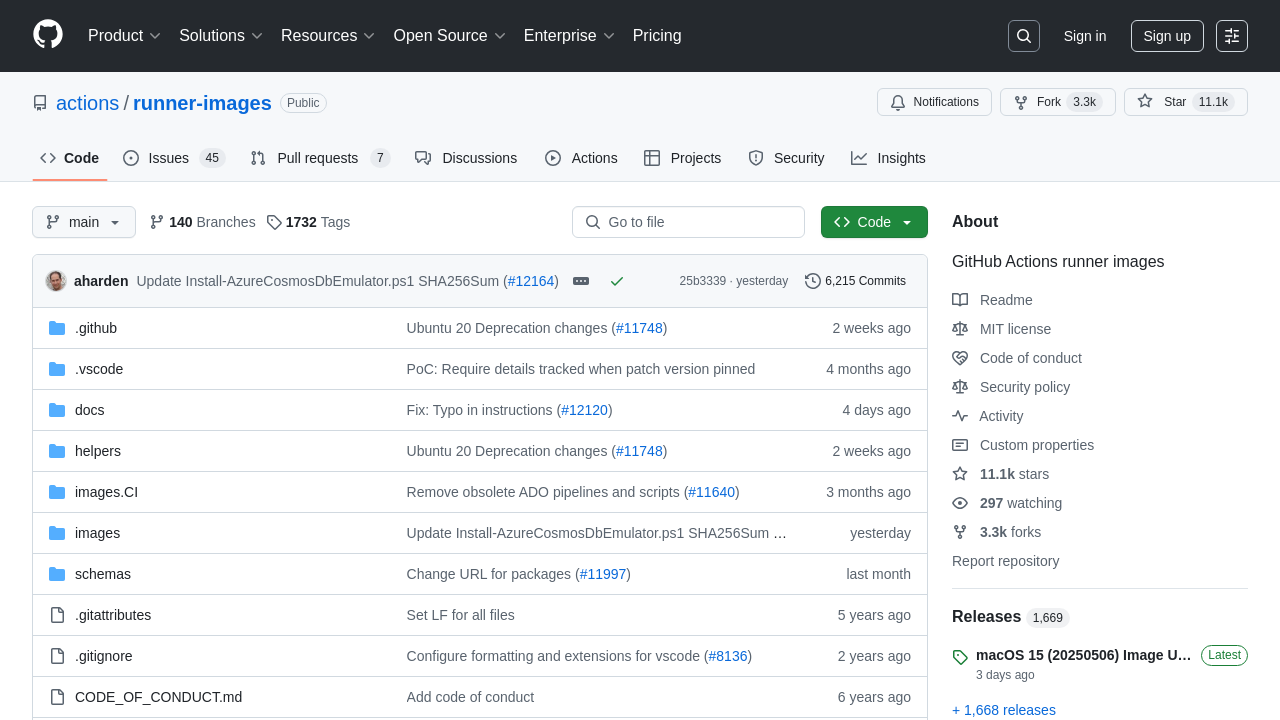 Product Solutions Resources Open Source Enterprise Pricing Sign in Sign up
actions / runner-images Public Notifications Fork 3.3k Star 11.1k
Code Issues 45 Pull requests 7 Discussions Actions Projects Security Insights
main 140 Branches 1732 Tags Go to file Code
aharden Update Install-AzureCosmosDbEmulator.ps1 SHA256Sum (#12164) 25b3339 · yesterday 6,215 Commits
.github Ubuntu 20 Deprecation changes (#11748) 2 weeks ago
.vscode PoC: Require details tracked when patch version pinned 4 months ago
docs Fix: Typo in instructions (#12120) 4 days ago
helpers Ubuntu 20 Deprecation changes (#11748) 2 weeks ago
images.CI Remove obsolete ADO pipelines and scripts (#11640) 3 months ago
images Update Install-AzureCosmosDbEmulator.ps1 SHA256Sum … yesterday
schemas Change URL for packages (#11997) last month
.gitattributes Set LF for all files 5 years ago
.gitignore Configure formatting and extensions for vscode (#8136) 2 years ago
CODE_OF_CONDUCT.md Add code of conduct 6 years ago
About
GitHub Actions runner images
Readme
MIT license
Code of conduct
Security policy
Activity
Custom properties
11.1k stars
297 watching
3.3k forks
Report repository
Releases 1,669
macOS 15 (20250506) Image U… Latest
3 days ago
+ 1,668 releases